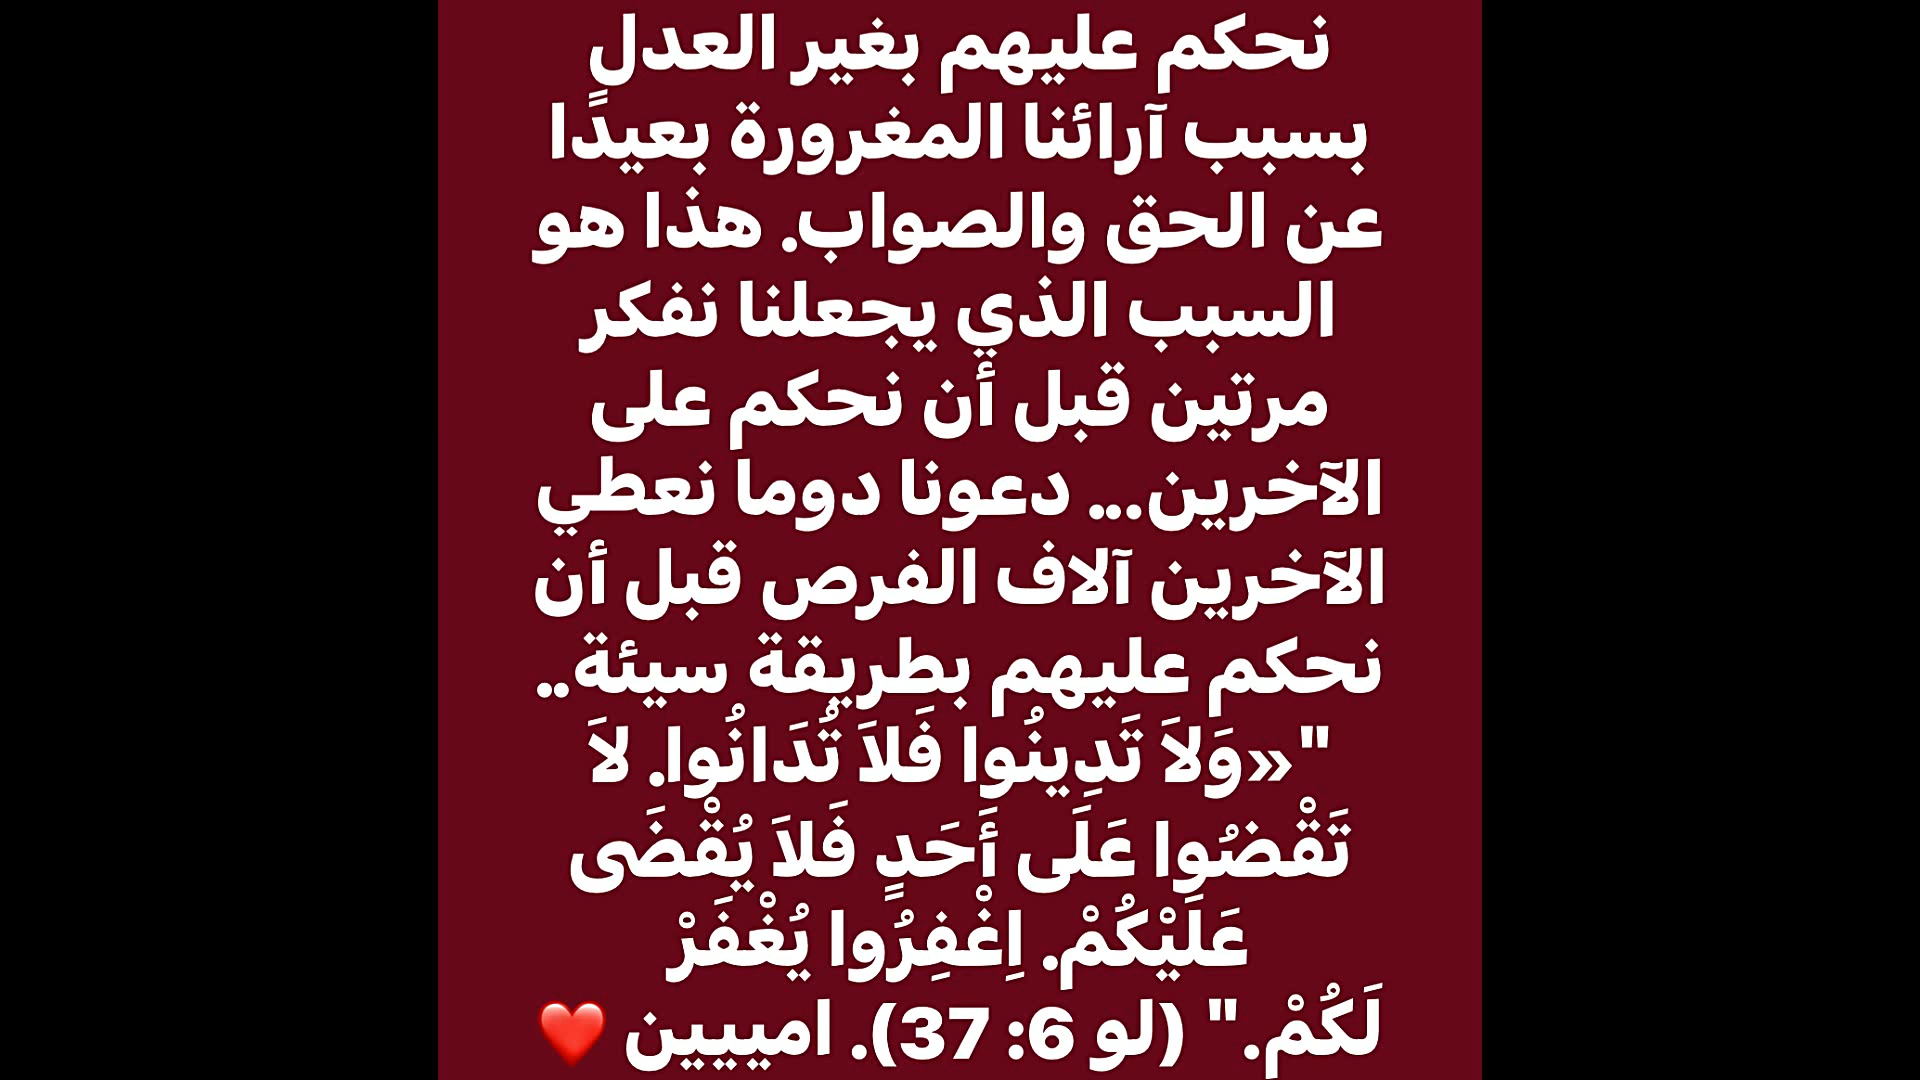 نحكم عليهم بغير العدل
بسبب آرائنا المغرورة بعيدًا
عن الحق والصواب. هذا هو
السبب الذي يجعلنا نفكر
مرتين قبل أن نحكم على
الآخرين... دعونا دوما نعطي
الآخرين آلاف الفرص قبل أن
نحكم عليهم بطريقة سيئة..
"«وَلاَ تَدِينُوا فَلاَ تُدَانُوا. لاَ
تَقْضُوا عَلَى أَحَدٍ فَلاَ يُقْضَى
عَلَيْكُمْ. اِغْفِرُوا يُغْفَرْ
لَكُمْ." (لو 6: 37). امييين ❤️